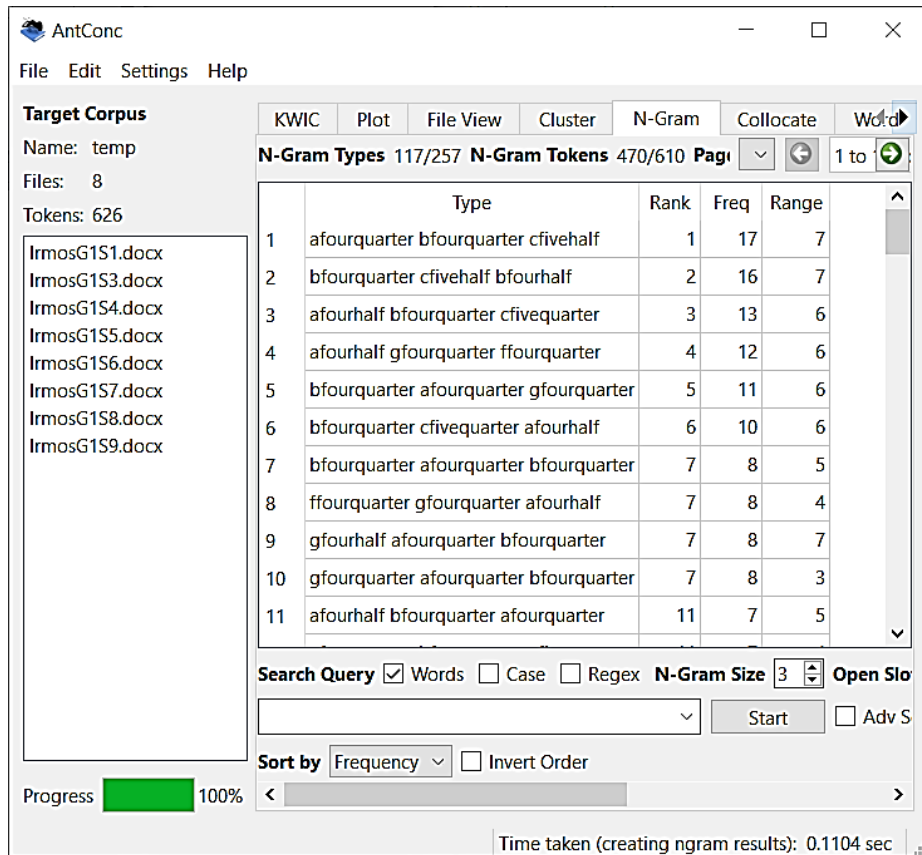 AntConc
File Edit Settings Help
Target Corpus
Name: temp
Files: 8
Tokens: 626
IrmosG1S1.docx
IrmosG1S3.docx
IrmosG1S4.docx
IrmosG1S5.docx
IrmosG1S6.docx
IrmosG1S7.docx
IrmosG1S8.docx
IrmosG1S9.docx
Progress 100%
KWIC Plot File View Cluster N-Gram Collocate Word
N-Gram Types 117/257 N-Gram Tokens 470/610 Page 1 to
Type Rank Freq Range
1 afourquarter bfourquarter cfivehalf 1 17 7
2 bfourquarter cfivehalf bfourhalf 2 16 7
3 afourhalf bfourquarter cfivequarter 3 13 6
4 afourhalf gfourquarter ffourquarter 4 12 6
5 bfourquarter afourquarter gfourquarter 5 11 6
6 bfourquarter cfivequarter afourhalf 6 10 6
7 bfourquarter afourquarter bfourquarter 7 8 5
8 ffourquarter gfourquarter afourhalf 7 8 4
9 gfourhalf afourquarter bfourquarter 7 8 7
10 gfourquarter afourquarter bfourquarter 7 8 3
11 afourhalf bfourquarter afourquarter 11 7 5
Search Query Words Case Regex N-Gram Size 3 Open Slo
Start Adv S
Sort by Frequency Invert Order
Time taken (creating ngram results): 0.1104 sec